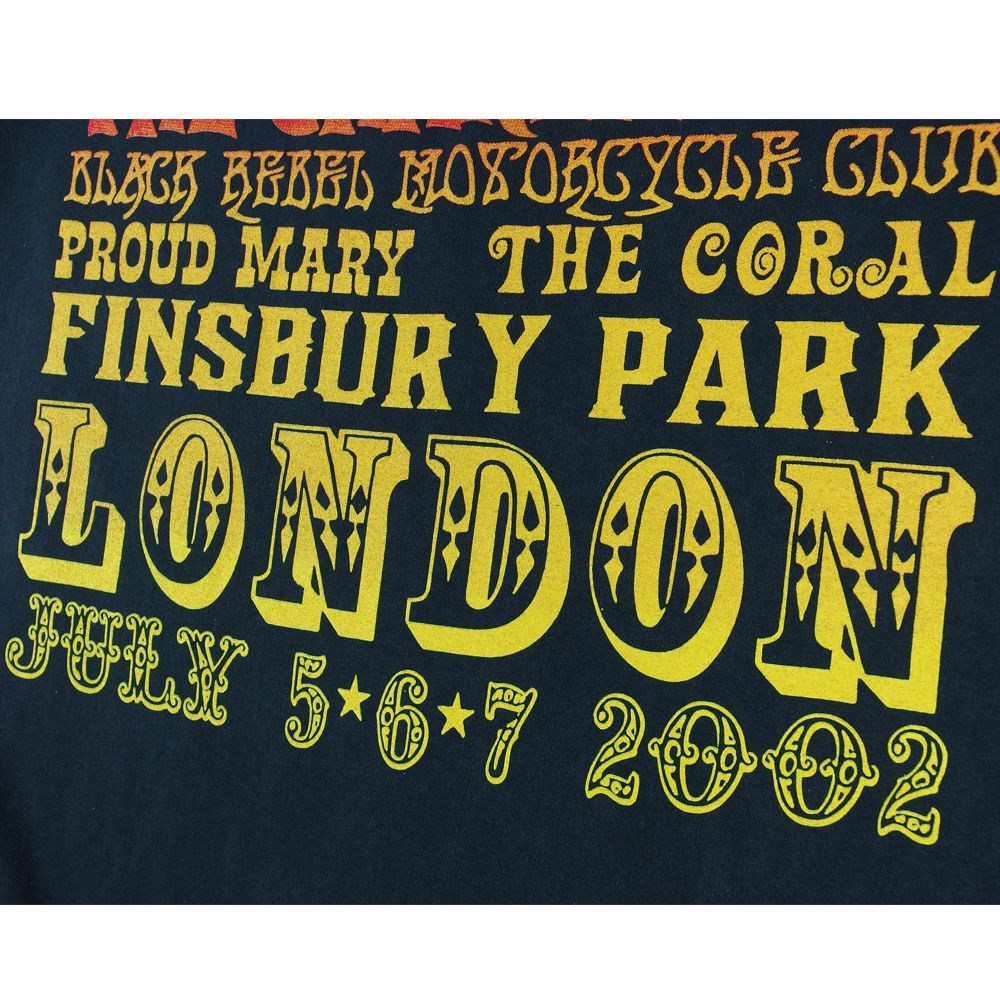 BLACK REBEL MOTORCYCLE CLUB
PROUD MARY THE CORAL
FINSBURY PARK
LONDON
JULY 5★6★7 2002